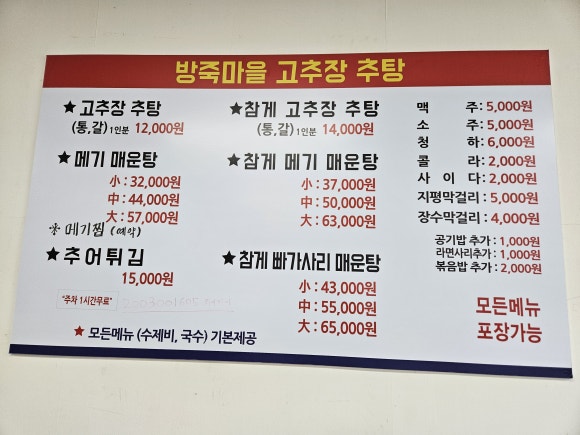 방죽마을 고추장 추탕
★ 고추장 추탕
(통,갈) 1인분 12,000원
★ 메기 매운탕
小 : 32,000원
中 : 44,000원
大 : 57,000원
※ 메기찜 (예약)
★ 추어튀김
15,000원
"주차 1시간무료"
★ 참게 고추장 추탕
(통,갈) 1인분 14,000원
★ 참게 메기 매운탕
小 : 37,000원
中 : 50,000원
大 : 63,000원
★ 참게 빠가사리 매운탕
小 : 43,000원
中 : 55,000원
大 : 65,000원
맥 주 : 5,000원
소 주 : 5,000원
청 하 : 6,000원
콜 라 : 2,000원
사 이 다 : 2,000원
지평막걸리 : 5,000원
장수막걸리 : 4,000원
공기밥 추가 : 1,000원
라면사리추가 : 1,000원
볶음밥 추가 : 2,000원
모든메뉴
포장가능
★ 모든메뉴 (수제비, 국수) 기본제공